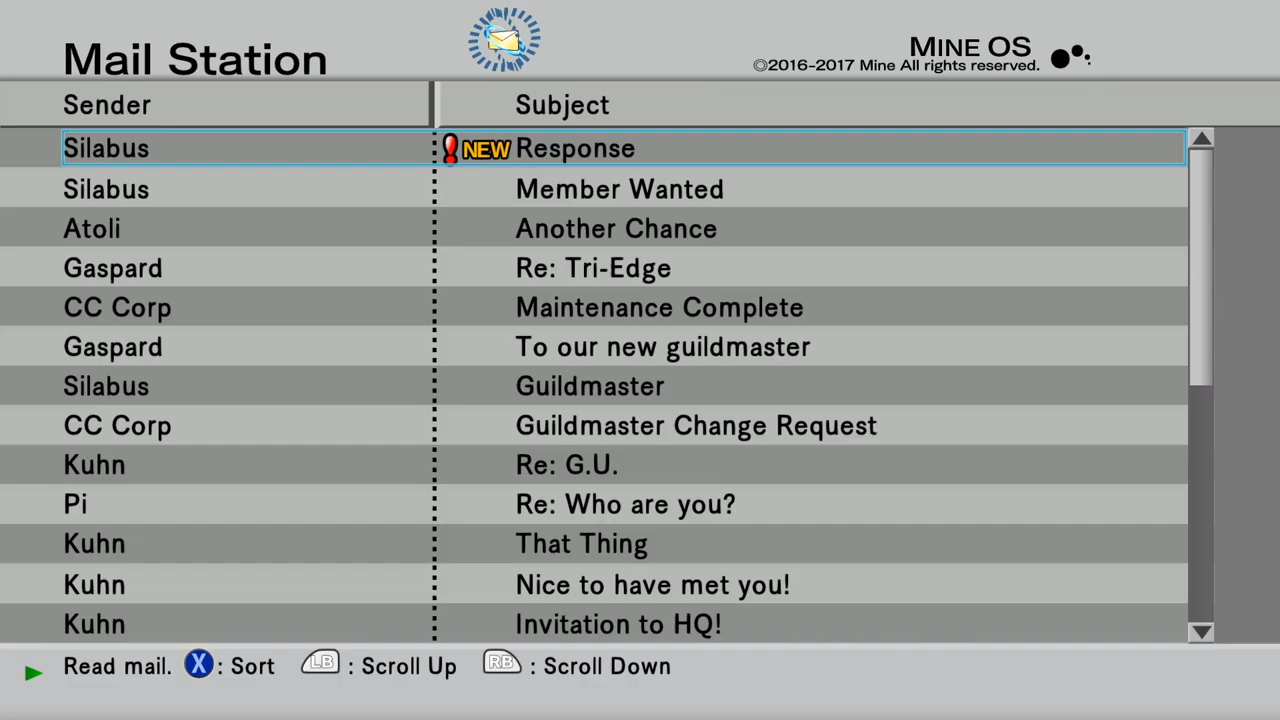 Mail Station
MINE OS
©2016-2017 Mine All rights reserved.
Sender Subject
Silabus NEW Response
Silabus Member Wanted
Atoli Another Chance
Gaspard Re: Tri-Edge
CC Corp Maintenance Complete
Gaspard To our new guildmaster
Silabus Guildmaster
CC Corp Guildmaster Change Request
Kuhn Re: G.U.
Pi Re: Who are you?
Kuhn That Thing
Kuhn Nice to have met you!
Kuhn Invitation to HQ!
Read mail. X : Sort LB : Scroll Up RB : Scroll Down